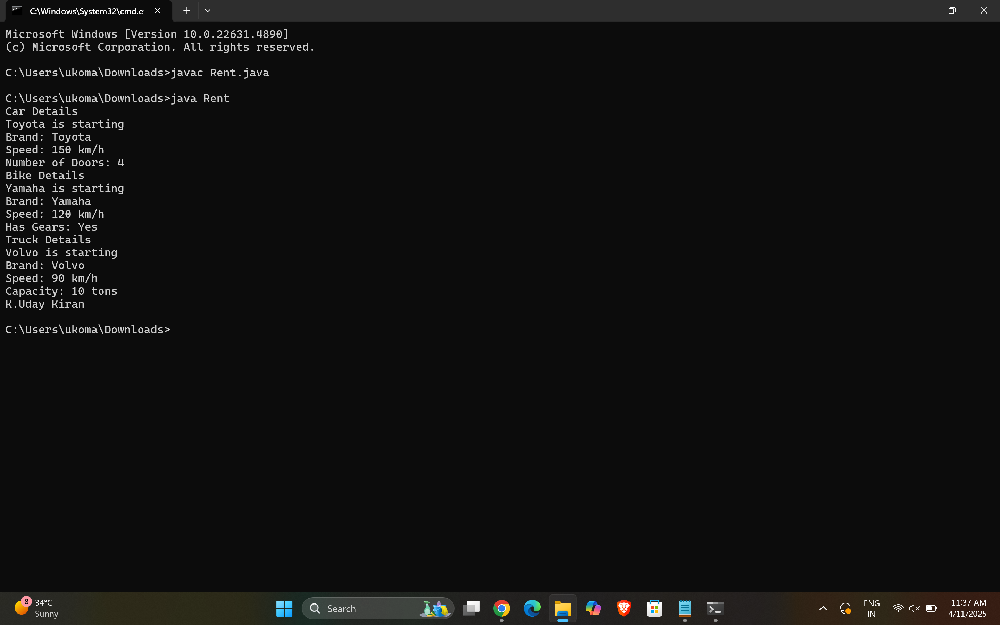 C:\Windows\System32\cmd.e
Microsoft Windows [Version 10.0.22631.4890]
(c) Microsoft Corporation. All rights reserved.
C:\Users\ukoma\Downloads>javac Rent.java
C:\Users\ukoma\Downloads>java Rent
Car Details
Toyota is starting
Brand: Toyota
Speed: 150 km/h
Number of Doors: 4
Bike Details
Yamaha is starting
Brand: Yamaha
Speed: 120 km/h
Has Gears: Yes
Truck Details
Volvo is starting
Brand: Volvo
Speed: 90 km/h
Capacity: 10 tons
K.Uday Kiran
C:\Users\ukoma\Downloads>
8
34°C
Sunny
Search
ENG
IN
11:37 AM
4/11/2025